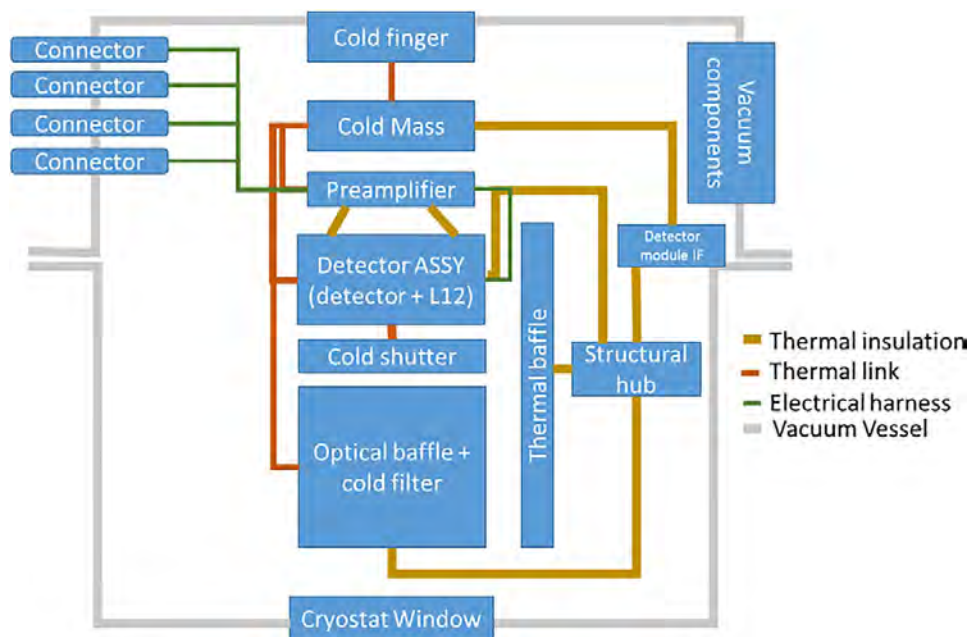 Connector
Connector
Connector
Connector
Cold finger
Cold Mass
Preamplifier
Detector ASSY
(detector + L12)
Cold shutter
Optical baffle +
cold filter
Cryostat Window
Thermal baffle
Structural
hub
Detector
module IF
Vacuum
components
Thermal insulation
Thermal link
Electrical harness
Vacuum Vessel